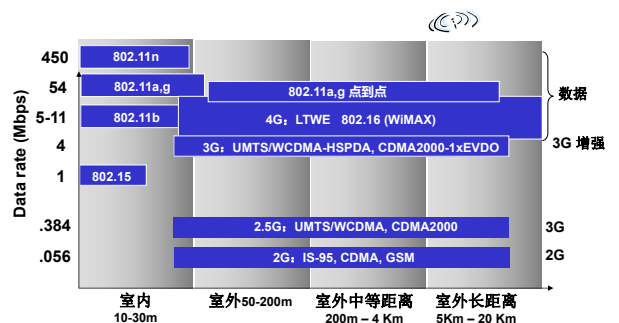 450
802.11n
54
802.11a,g
802.11a,g 点到点
数据
5-11
802.11b
4G：LTWE 802.16 (WiMAX)
4
3G：UMTS/WCDMA-HSPDA, CDMA2000-1xEVDO
3G 增强
1
802.15
Data rate (Mbps)
.384
2.5G：UMTS/WCDMA, CDMA2000
3G
.056
2G：IS-95, CDMA, GSM
2G
室内
10-30m
室外50-200m
室外中等距离
200m – 4 Km
室外长距离
5Km – 20 Km